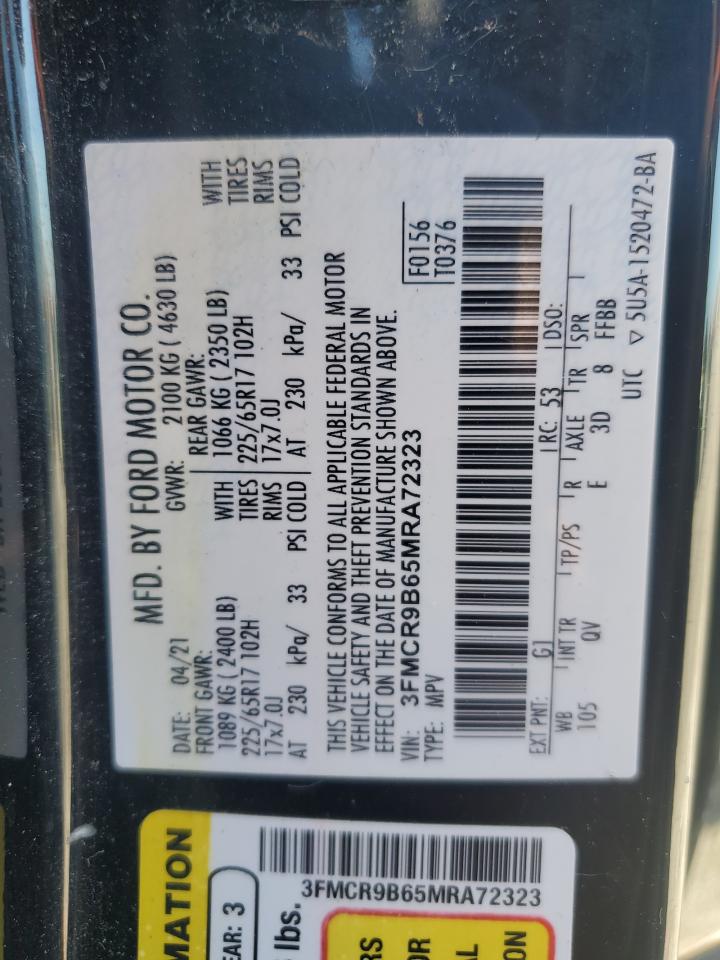 MFD. BY FORD MOTOR CO.
DATE: 04/21 GVWR: 2100 KG ( 4630 LB)
FRONT GAWR: REAR GAWR:
1089 KG ( 2400 LB) WITH 1066 KG ( 2350 LB) WITH
225/65R17 102H TIRES 225/65R17 102H TIRES
17x7.0J RIMS 17x7.0J RIMS
AT 230 kPa/ 33 PSI COLD AT 230 kPa/ 33 PSI COLD
THIS VEHICLE CONFORMS TO ALL APPLICABLE FEDERAL MOTOR
VEHICLE SAFETY AND THEFT PREVENTION STANDARDS IN
EFFECT ON THE DATE OF MANUFACTURE SHOWN ABOVE.
VIN: 3FMCR9B65MRA72323 F0156
TYPE: MPV T0376
EXT PNT: G1 RC: 53 DSO:
WB INT TR TP/PS R AXLE TR SPR
105 QV E 3D 8 FFBB
UTC ▽ 5U5A-1520472-BA
MATION
EAR: 3
lbs.
3FMCR9B65MRA72323
RS
OR
AL
ON